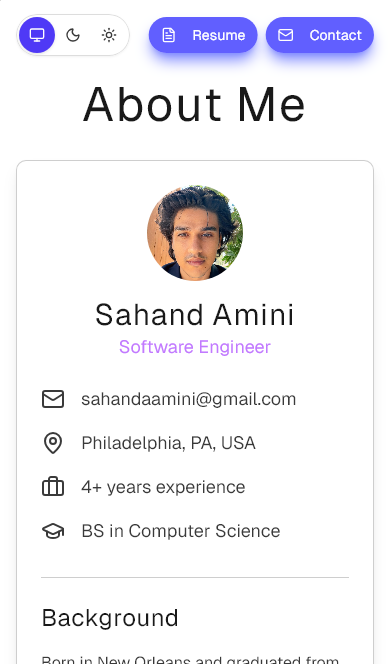 Resume
Contact
About Me
Sahand Amini
Software Engineer
sahandaamini@gmail.com
Philadelphia, PA, USA
4+ years experience
BS in Computer Science
Background
Born in New Orleans and graduated from